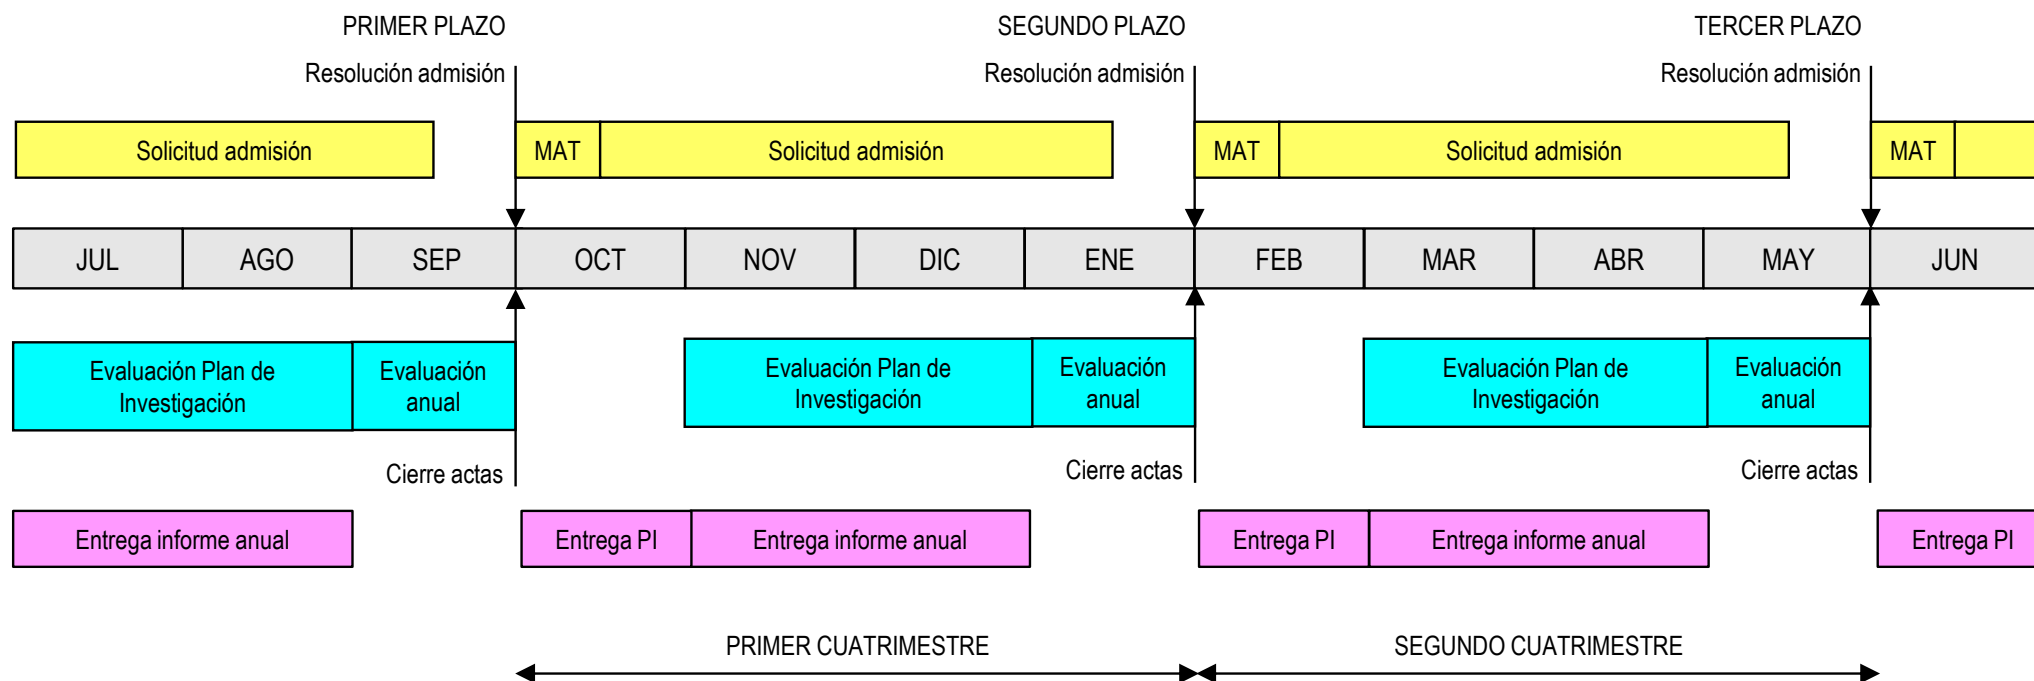 PRIMER PLAZO
SEGUNDO PLAZO
TERCER PLAZO
Resolución admisión
Resolución admisión
Resolución admisión
Solicitud admisión
MAT
Solicitud admisión
MAT
Solicitud admisión
MAT
JUL
AGO
SEP
OCT
NOV
DIC
ENE
FEB
MAR
ABR
MAY
JUN
Evaluación Plan de
Investigación
Evaluación
anual
Evaluación Plan de
Investigación
Evaluación
anual
Evaluación Plan de
Investigación
Evaluación
anual
Cierre actas
Cierre actas
Cierre actas
Entrega informe anual
Entrega PI
Entrega informe anual
Entrega PI
Entrega informe anual
Entrega PI
PRIMER CUATRIMESTRE
SEGUNDO CUATRIMESTRE